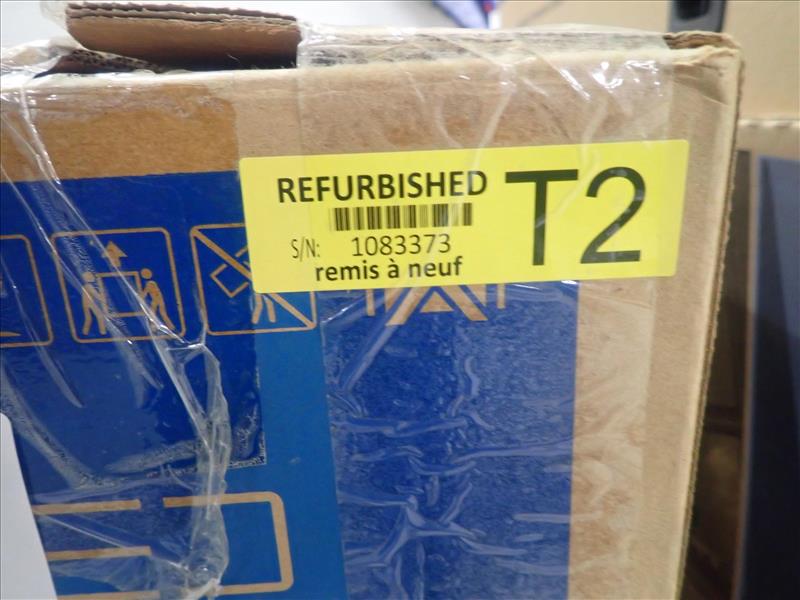 REFURBISHED T2
S/N: 1083373
remis à neuf